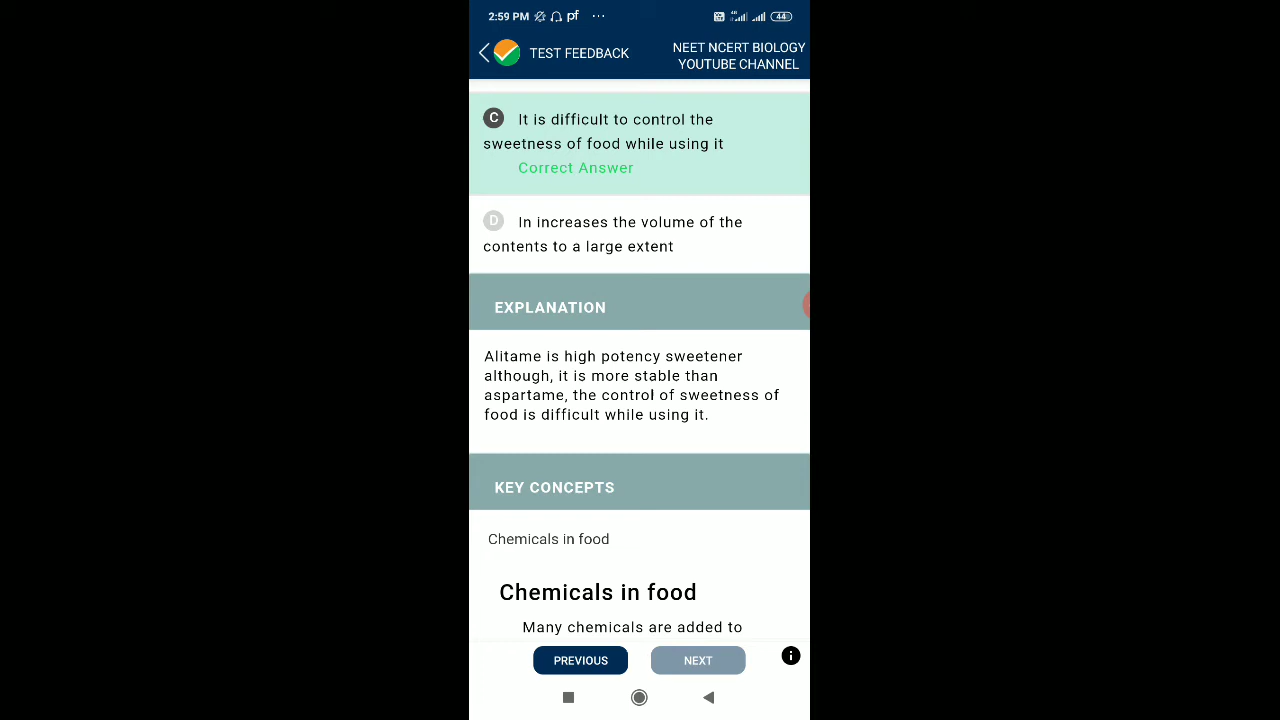 2:59 PM pf ... 4G 44
TEST FEEDBACK
NEET NCERT BIOLOGY
YOUTUBE CHANNEL
C It is difficult to control the
sweetness of food while using it
Correct Answer
D In increases the volume of the
contents to a large extent
EXPLANATION
Alitame is high potency sweetener
although, it is more stable than
aspartame, the control of sweetness of
food is difficult while using it.
KEY CONCEPTS
Chemicals in food
Chemicals in food
Many chemicals are added to
PREVIOUS NEXT i